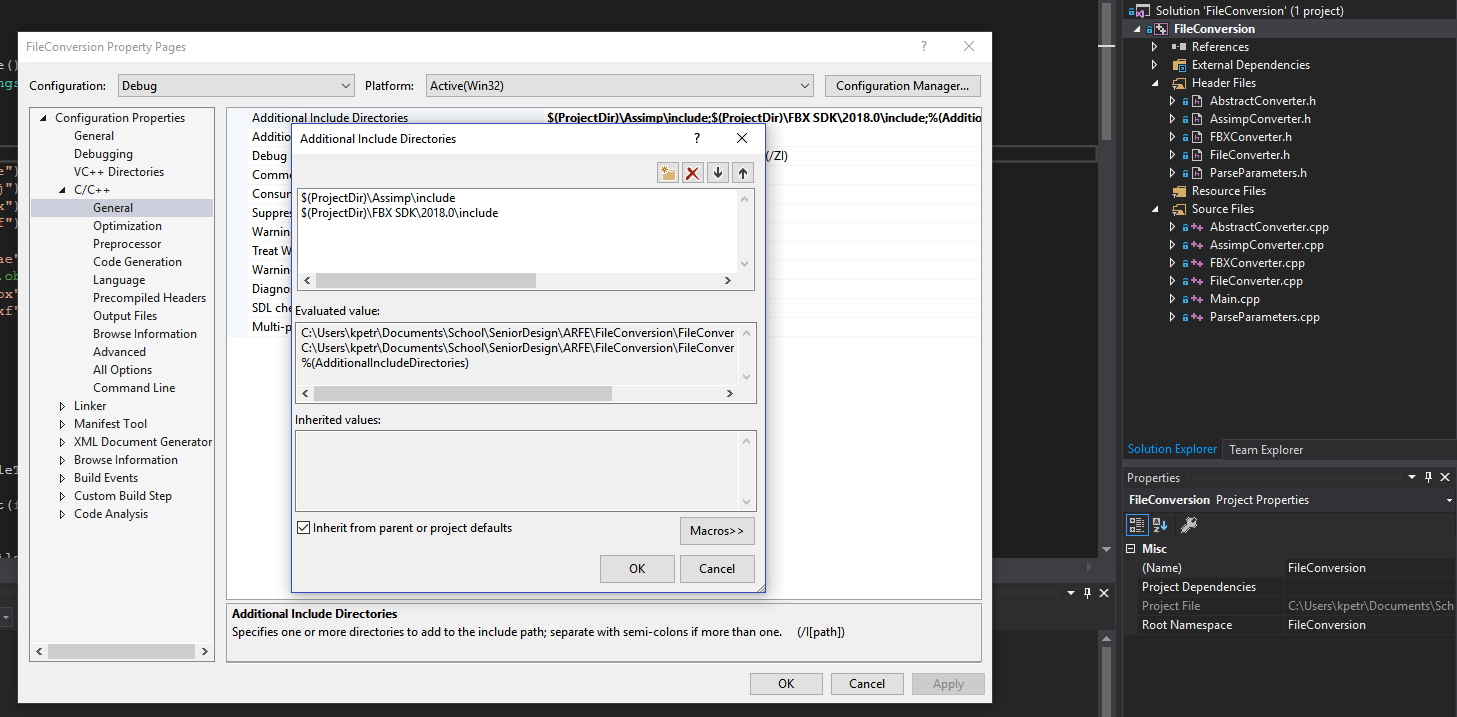 FileConversion Property Pages
?
Configuration:
Debug
Platform:
Active(Win32)
Configuration Manager...
Configuration Properties
General
Debugging
VC++ Directories
C/C++
General
Optimization
Preprocessor
Code Generation
Language
Precompiled Headers
Output Files
Browse Information
Advanced
All Options
Command Line
Linker
Manifest Tool
XML Document Generator
Browse Information
Build Events
Custom Build Step
Code Analysis
Additional Include Directories
$(ProjectDir)\Assimp\include;$(ProjectDir)\FBX SDK\2018.0\include;%(Additio
Additio
Debug
(/ZI)
Comm
Consun
Suppre
Warnin
Treat W
Warnin
Diagno
SDL che
Multi-p
Additional Include Directories
?
$(ProjectDir)\Assimp\include
$(ProjectDir)\FBX SDK\2018.0\include
Evaluated value:
C:\Users\kpetr\Documents\School\SeniorDesign\ARFE\FileConversion\FileConver
C:\Users\kpetr\Documents\School\SeniorDesign\ARFE\FileConversion\FileConver
%(AdditionalIncludeDirectories)
Inherited values:
Inherit from parent or project defaults
Macros>>
OK
Cancel
Additional Include Directories
Specifies one or more directories to add to the include path; separate with semi-colons if more than one. (/I[path])
OK
Cancel
Apply
Solution 'FileConversion' (1 project)
FileConversion
References
External Dependencies
Header Files
AbstractConverter.h
AssimpConverter.h
FBXConverter.h
FileConverter.h
ParseParameters.h
Resource Files
Source Files
AbstractConverter.cpp
AssimpConverter.cpp
FBXConverter.cpp
FileConverter.cpp
Main.cpp
ParseParameters.cpp
Solution Explorer
Team Explorer
Properties
FileConversion Project Properties
Misc
(Name)
FileConversion
Project Dependencies
Project File
C:\Users\kpetr\Documents\Sch
Root Namespace
FileConversion